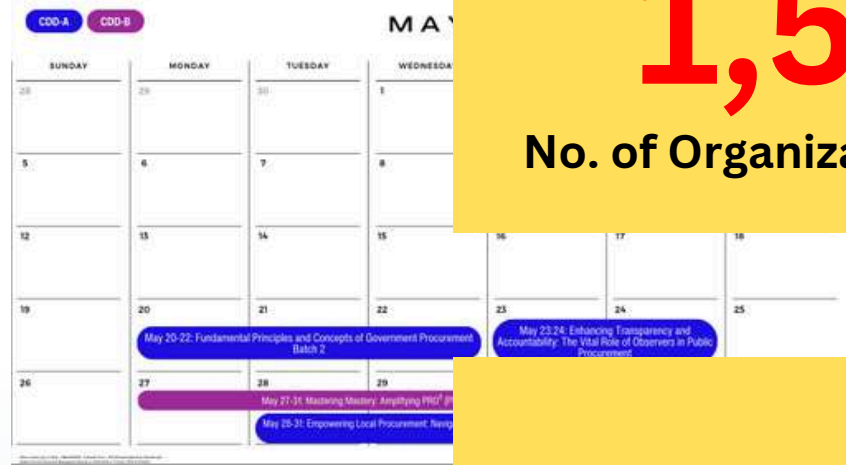 CDD-A CDD-B
MAY
1,5
No. of Organiza
SUNDAY MONDAY TUESDAY WEDNESDA
28 29 30 1
5 6 7 8
12 13 14 15 16 17 18
19 20 21 22 23 24 25
May 20-22: Fundamental Principles and Concepts of Government Procurement
Batch 2
May 23:24: Enhancing Transparency and
Accountability: The Vital Role of Observers in Public
Procurement
26 27 28 29
May 27-31: Mastering Mastery: Amplifying PRO
May 28-31: Empowering Local Procurement: